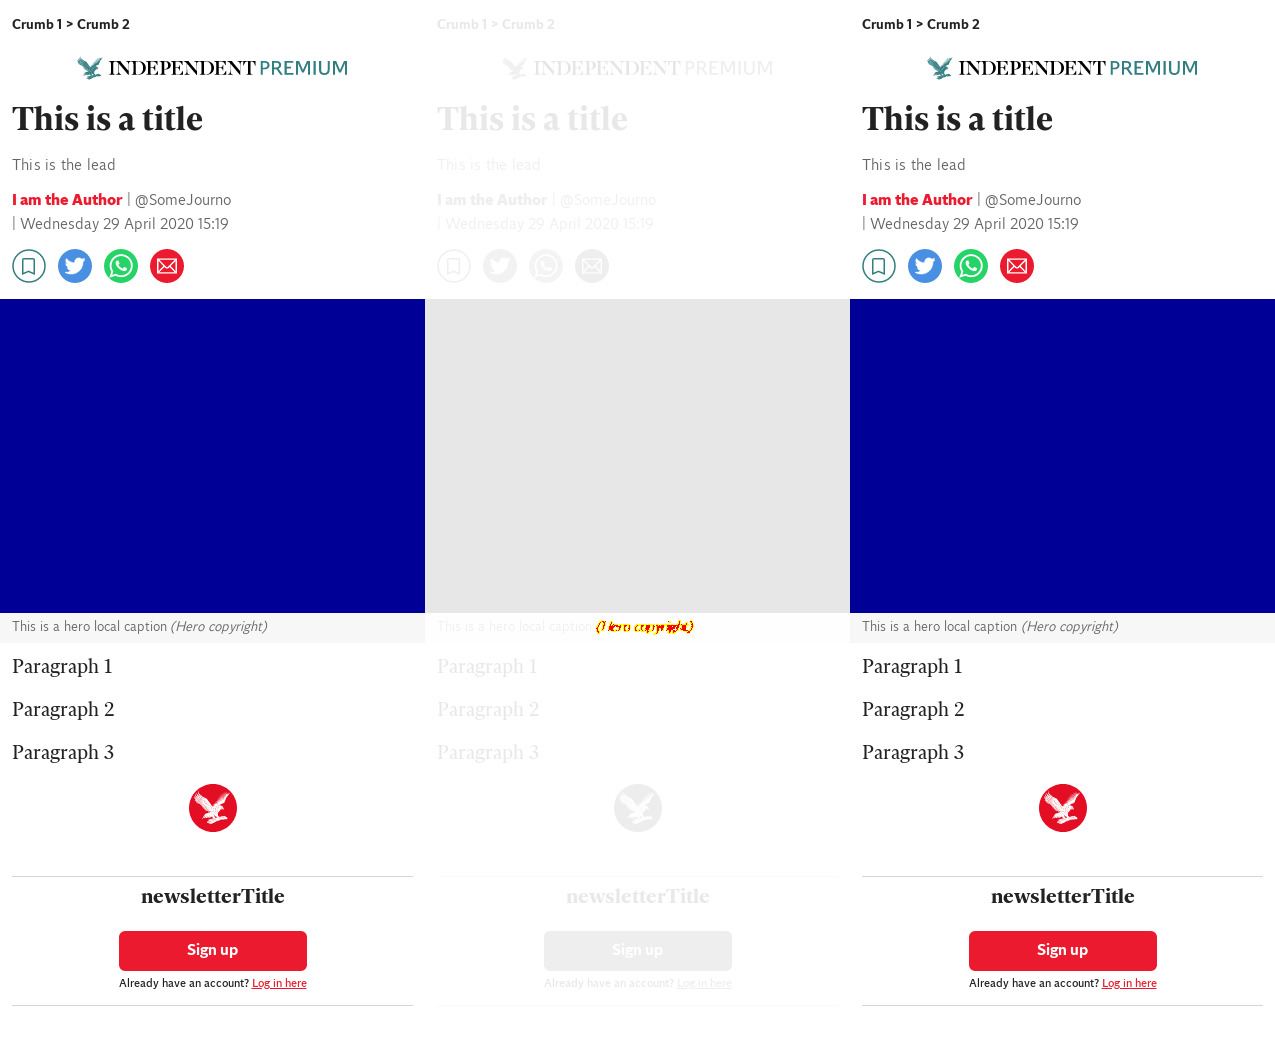 Crumb 1 > Crumb 2
INDEPENDENT PREMIUM
This is a title
This is the lead
I am the Author | @SomeJourno
| Wednesday 29 April 2020 15:19
This is a hero local caption (Hero copyright)
Paragraph 1
Paragraph 2
Paragraph 3
newsletterTitle
Sign up
Already have an account? Log in here
Crumb 1 > Crumb 2
INDEPENDENT PREMIUM
This is a title
This is the lead
I am the Author | @SomeJourno
| Wednesday 29 April 2020 15:19
This is a hero local caption (Hero copyright)
Paragraph 1
Paragraph 2
Paragraph 3
newsletterTitle
Sign up
Already have an account? Log in here
Crumb 1 > Crumb 2
INDEPENDENT PREMIUM
This is a title
This is the lead
I am the Author | @SomeJourno
| Wednesday 29 April 2020 15:19
This is a hero local caption (Hero copyright)
Paragraph 1
Paragraph 2
Paragraph 3
newsletterTitle
Sign up
Already have an account? Log in here